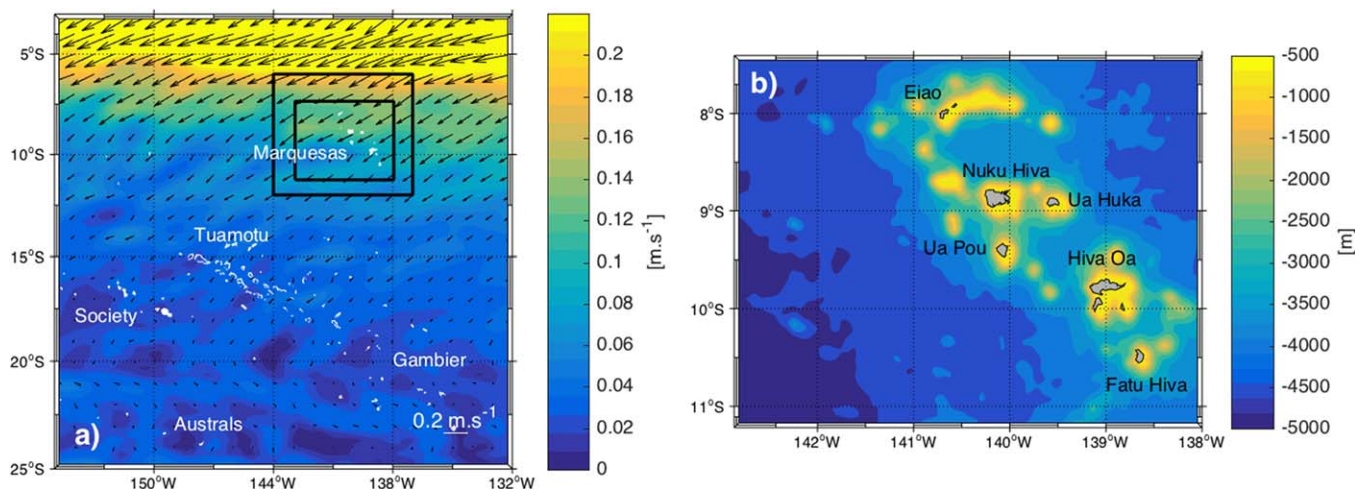 a)
5°S
10°S
15°S
20°S
25°S
150°W
144°W
138°W
132°W
Marquesas
Tuamotu
Society
Gambier
Australs
0.2 m.s-1
0.2
0.18
0.16
0.14
0.12
0.1
0.08
0.06
0.04
0.02
0
[m.s-1]
b)
8°S
9°S
10°S
11°S
142°W
141°W
140°W
139°W
138°W
Eiao
Nuku Hiva
Ua Huka
Ua Pou
Hiva Oa
Fatu Hiva
-500
-1000
-1500
-2000
-2500
-3000
-3500
-4000
-4500
-5000
[m]